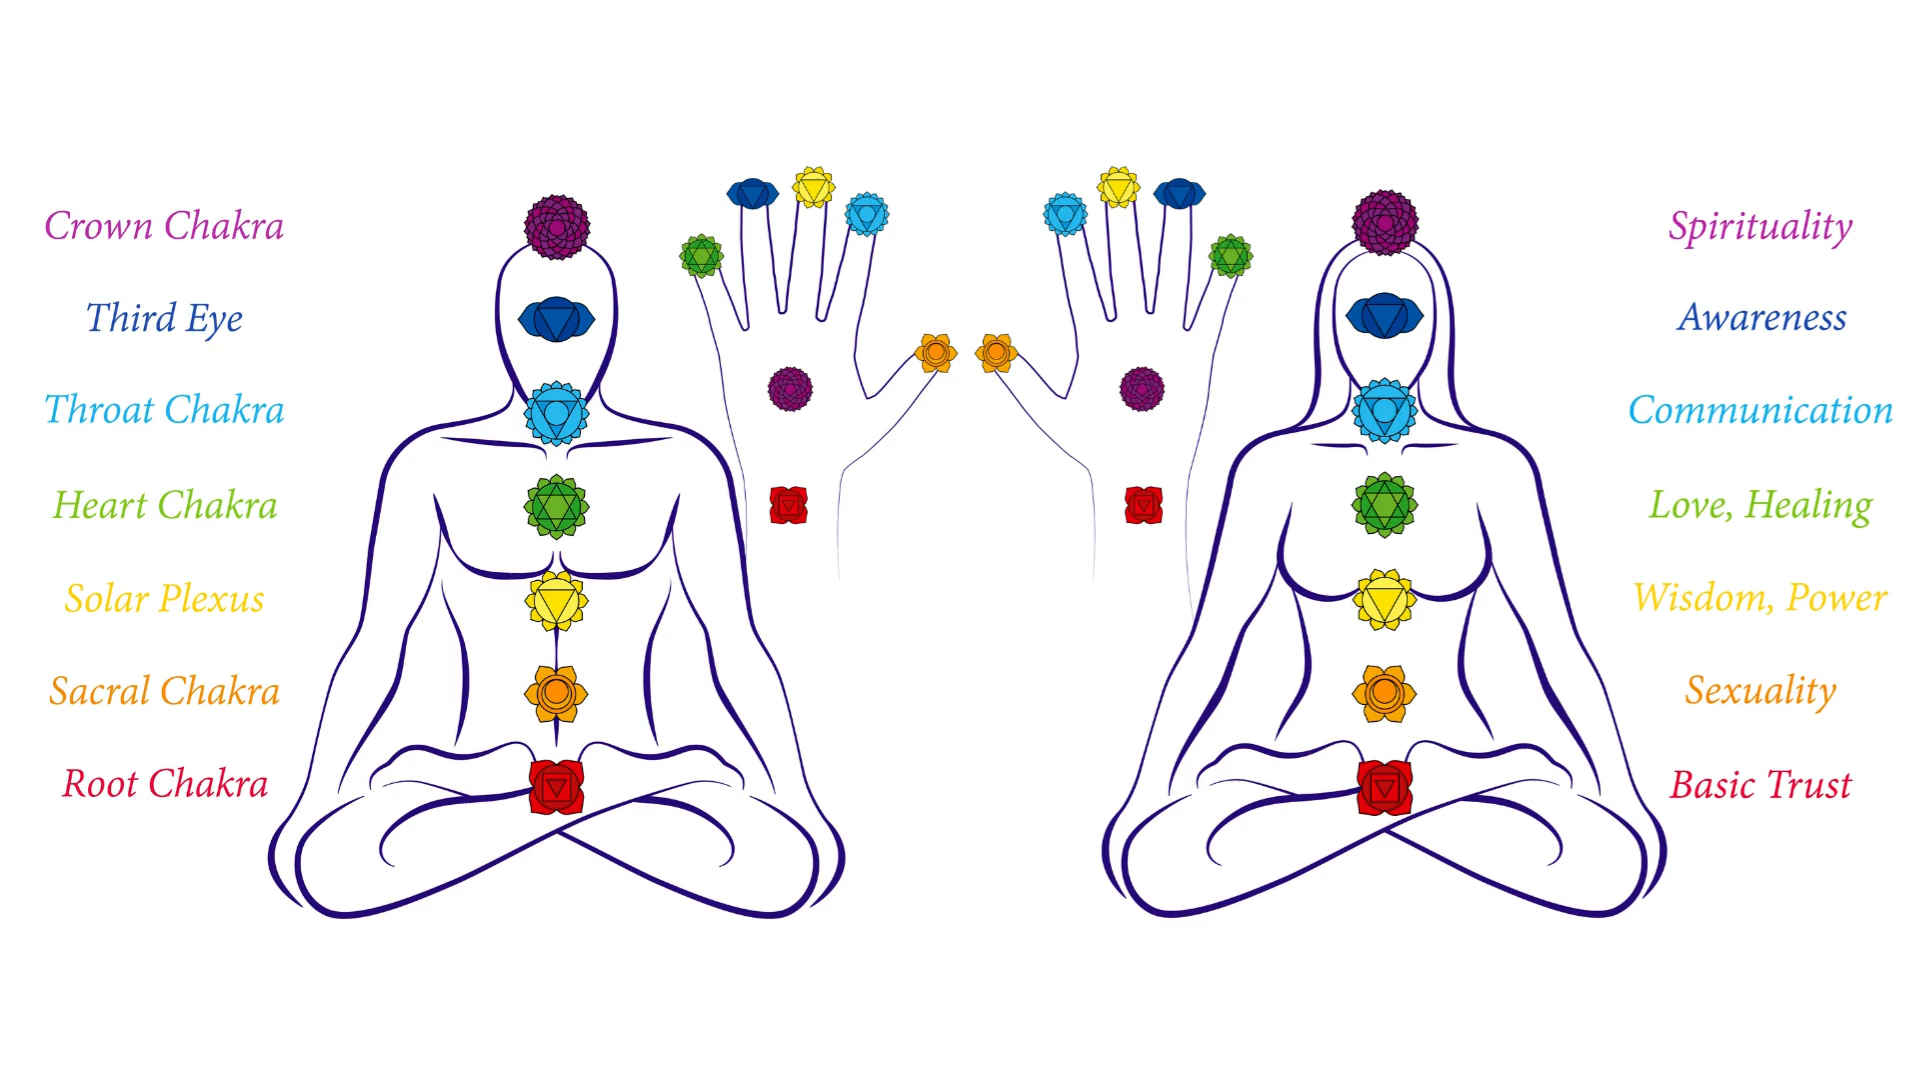 Crown Chakra
Third Eye
Throat Chakra
Heart Chakra
Solar Plexus
Sacral Chakra
Root Chakra
Spirituality
Awareness
Communication
Love, Healing
Wisdom, Power
Sexuality
Basic Trust